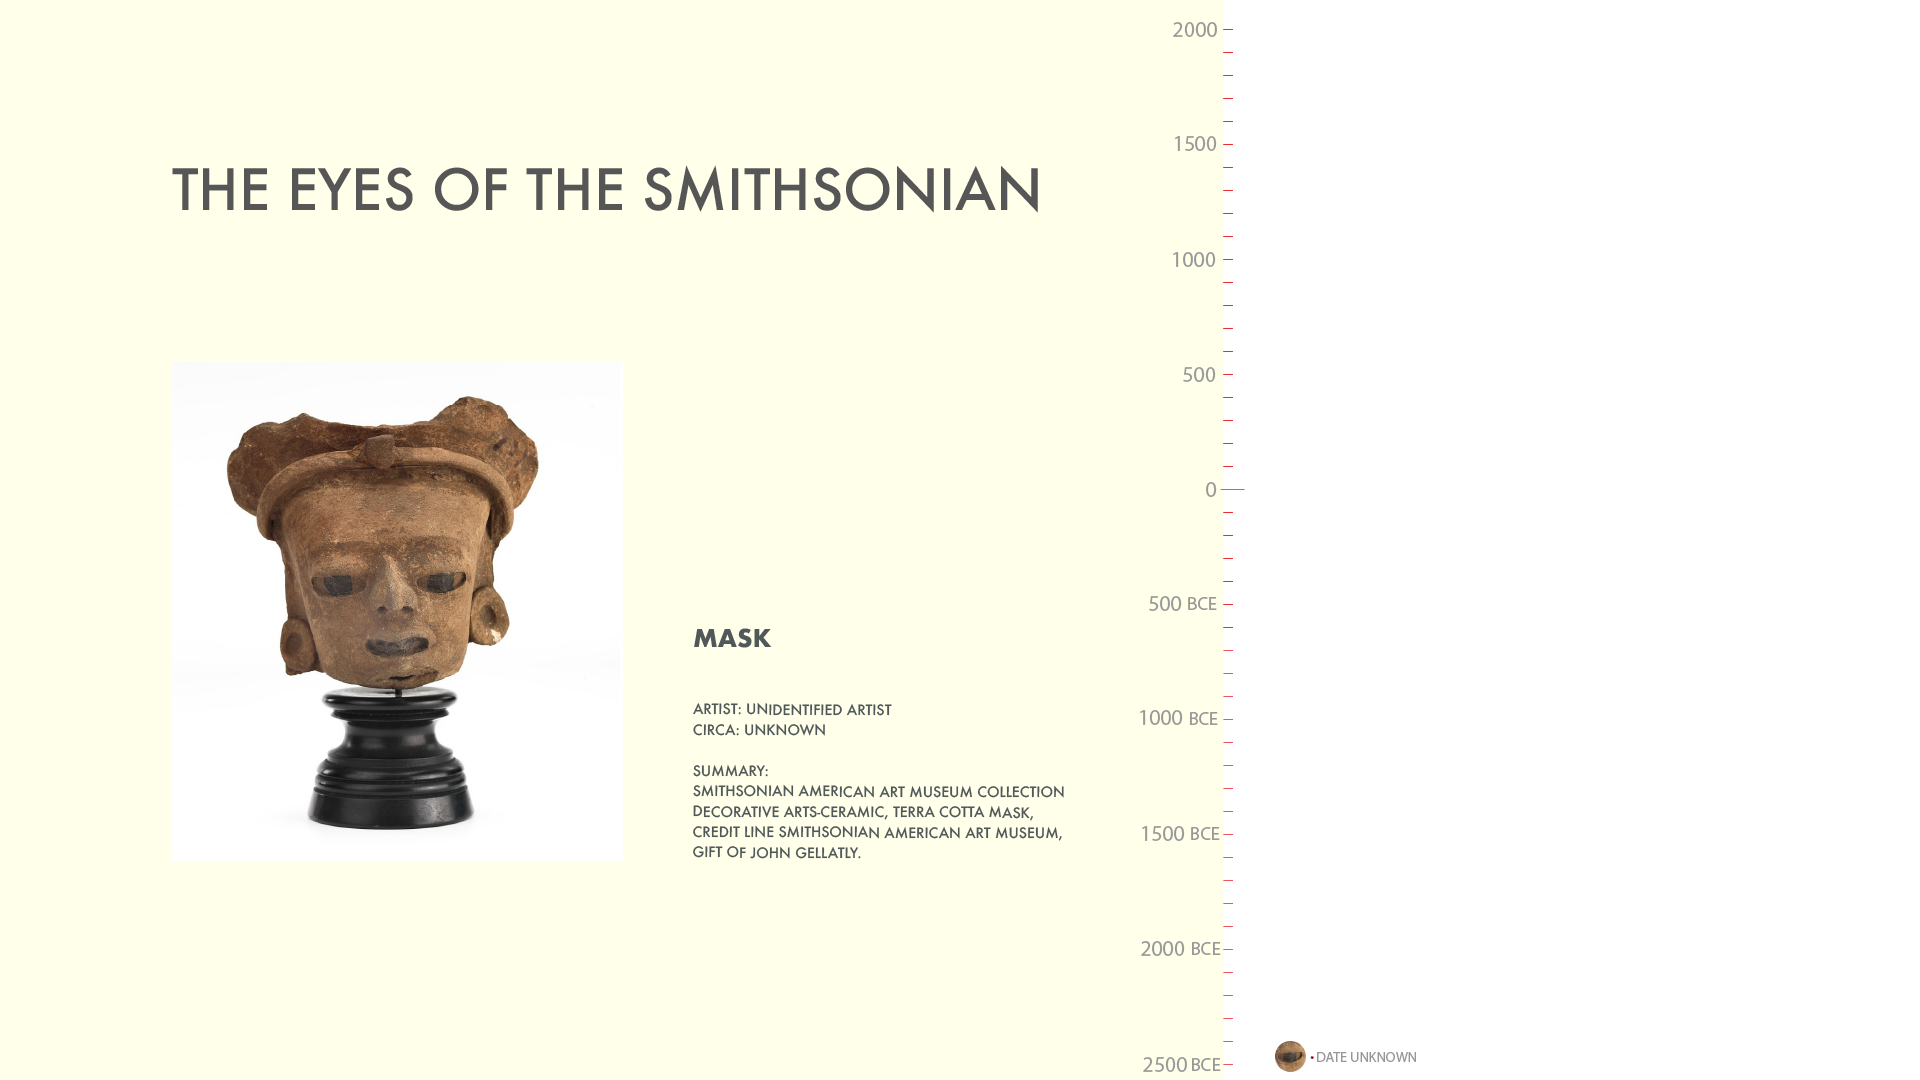 THE EYES OF THE SMITHSONIAN
MASK
ARTIST: UNIDENTIFIED ARTIST
CIRCA: UNKNOWN
SUMMARY:
SMITHSONIAN AMERICAN ART MUSEUM COLLECTION
DECORATIVE ARTS-CERAMIC, TERRA COTTA MASK,
CREDIT LINE SMITHSONIAN AMERICAN ART MUSEUM,
GIFT OF JOHN GELLATLY.
2000
1500
1000
500
0
500 BCE
1000 BCE
1500 BCE
2000 BCE
2500 BCE
• DATE UNKNOWN